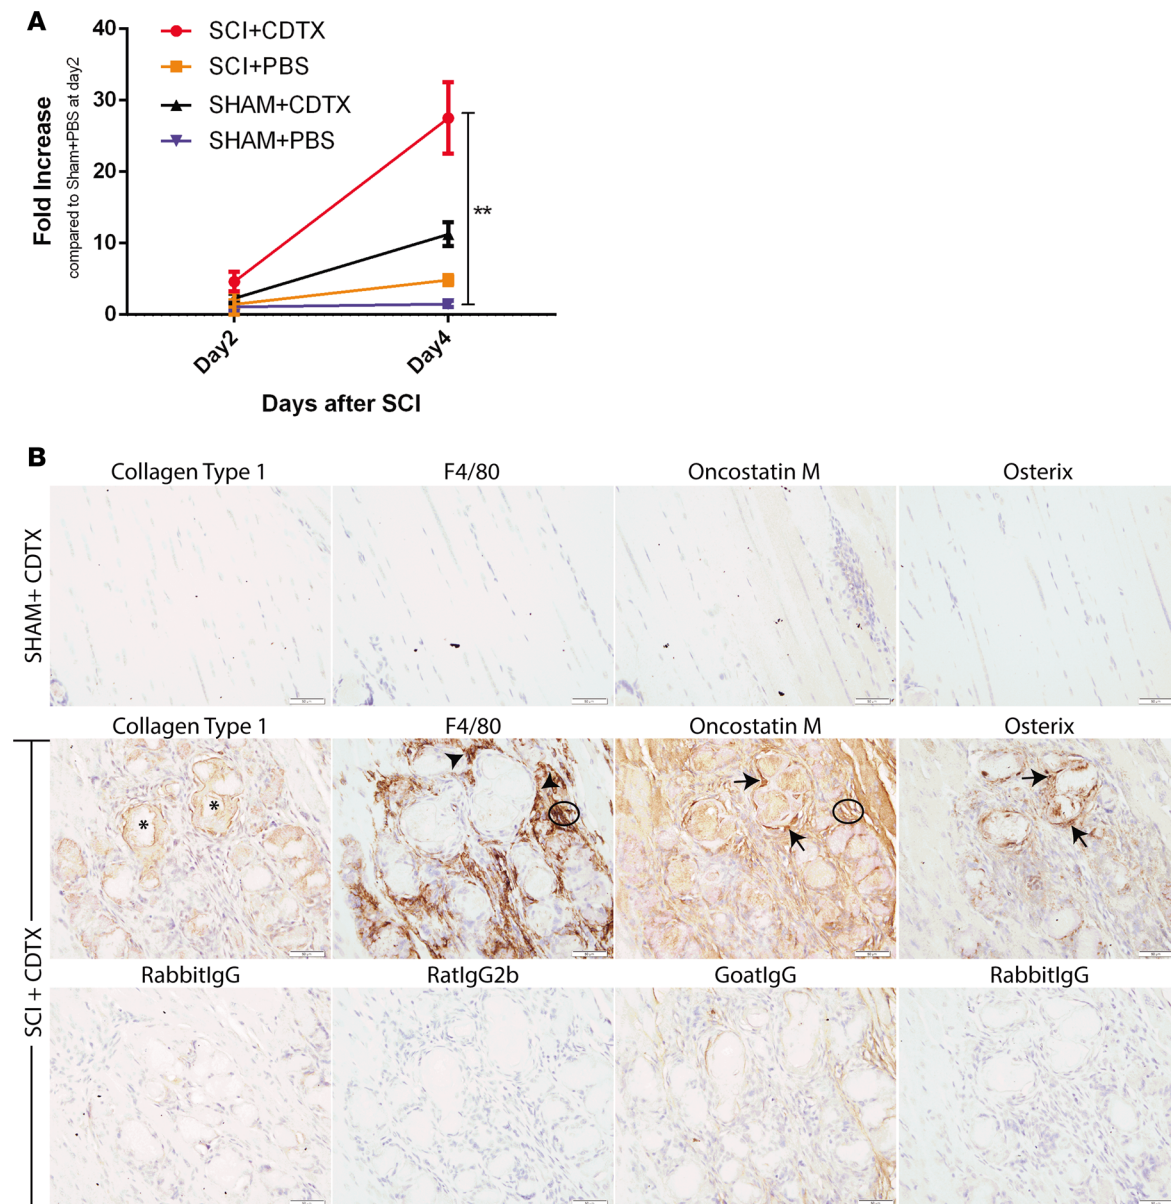 A
40
30
20
10
0
Fold Increase
compared to Sham+PBS at day2
SCI+CDTX
SCI+PBS
SHAM+CDTX
SHAM+PBS
**
Day2
Day4
Days after SCI
B
Collagen Type 1
F4/80
Oncostatin M
Osterix
SHAM+ CDTX
Collagen Type 1
F4/80
Oncostatin M
Osterix
*
*
SCI + CDTX
RabbitIgG
RatIgG2b
GoatIgG
RabbitIgG